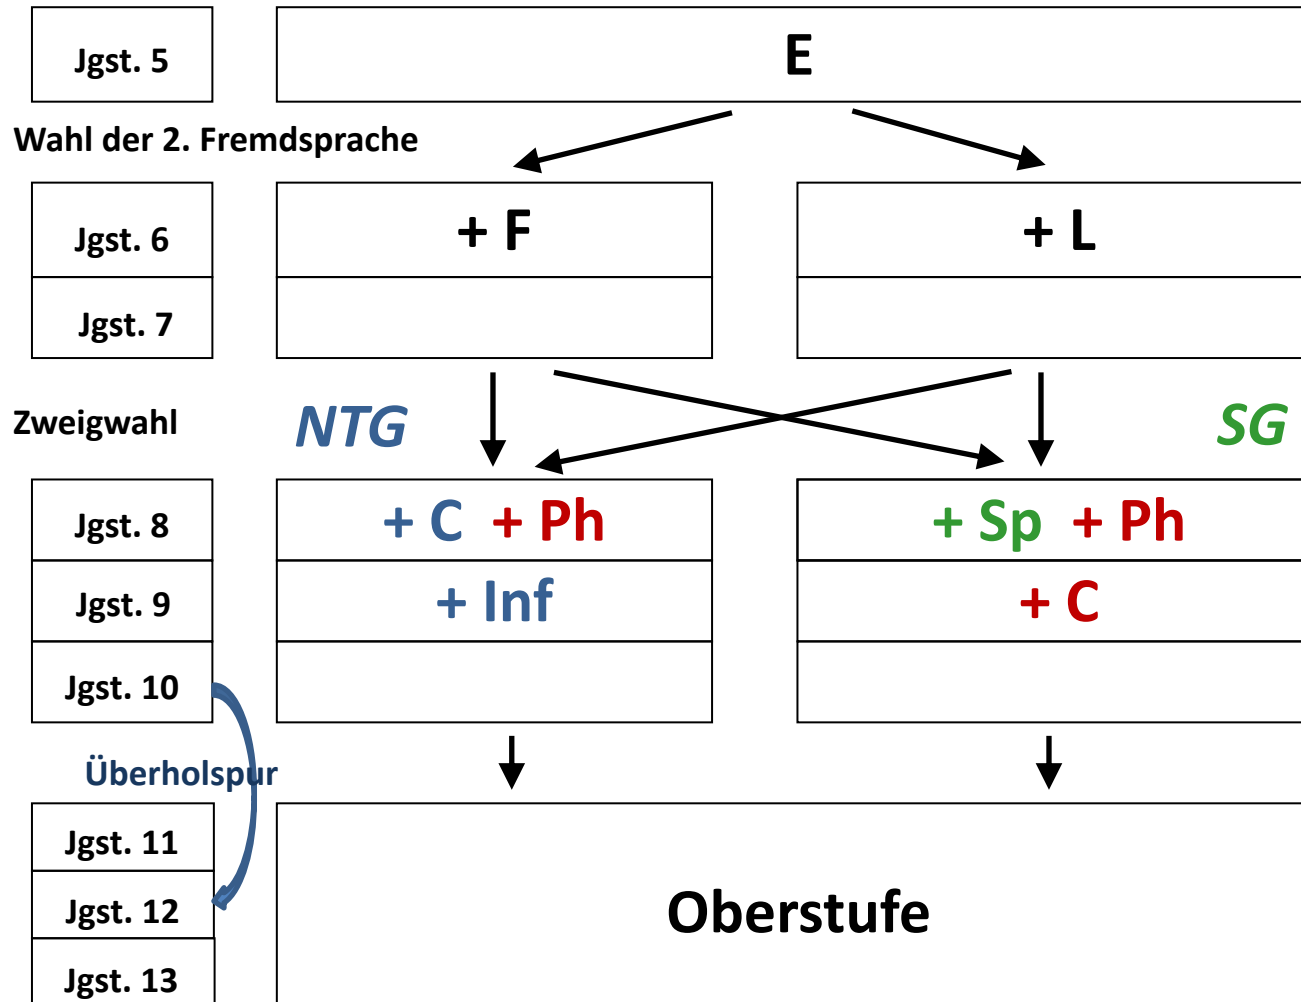 Jgst. 5
E
Wahl der 2. Fremdsprache
Jgst. 6
+ F
+ L
Jgst. 7
Zweigwahl
NTG
SG
Jgst. 8
+ C + Ph
+ Sp + Ph
Jgst. 9
+ Inf
+ C
Jgst. 10
Überholspur
Jgst. 11
Jgst. 12
Oberstufe
Jgst. 13